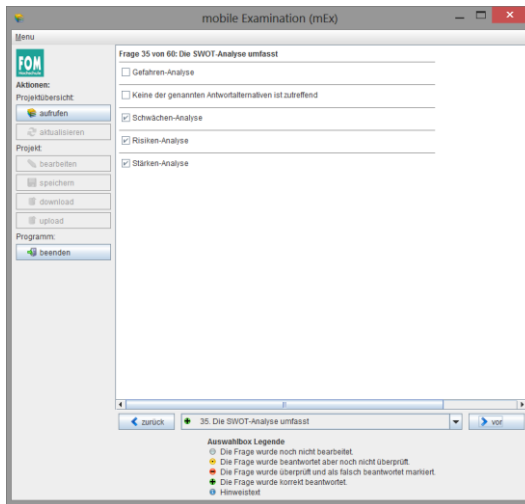 mobile Examination (mEx)
Menu
FOM
Hochschule
Aktionen:
Projektübersicht:
aufrufen
aktualisieren
Projekt:
bearbeiten
speichern
download
upload
Programm:
beenden
Frage 35 von 60: Die SWOT-Analyse umfasst
Gefahren-Analyse
Keine der genannten Antwortalternativen ist zutreffend
Schwächen-Analyse
Risiken-Analyse
Stärken-Analyse
zurück
35. Die SWOT-Analyse umfasst
vor
Auswahlbox Legende
Die Frage wurde noch nicht bearbeitet.
Die Frage wurde beantwortet aber noch nicht überprüft.
Die Frage wurde überprüft und als falsch beantwortet markiert.
Die Frage wurde korrekt beantwortet.
Hinweistext